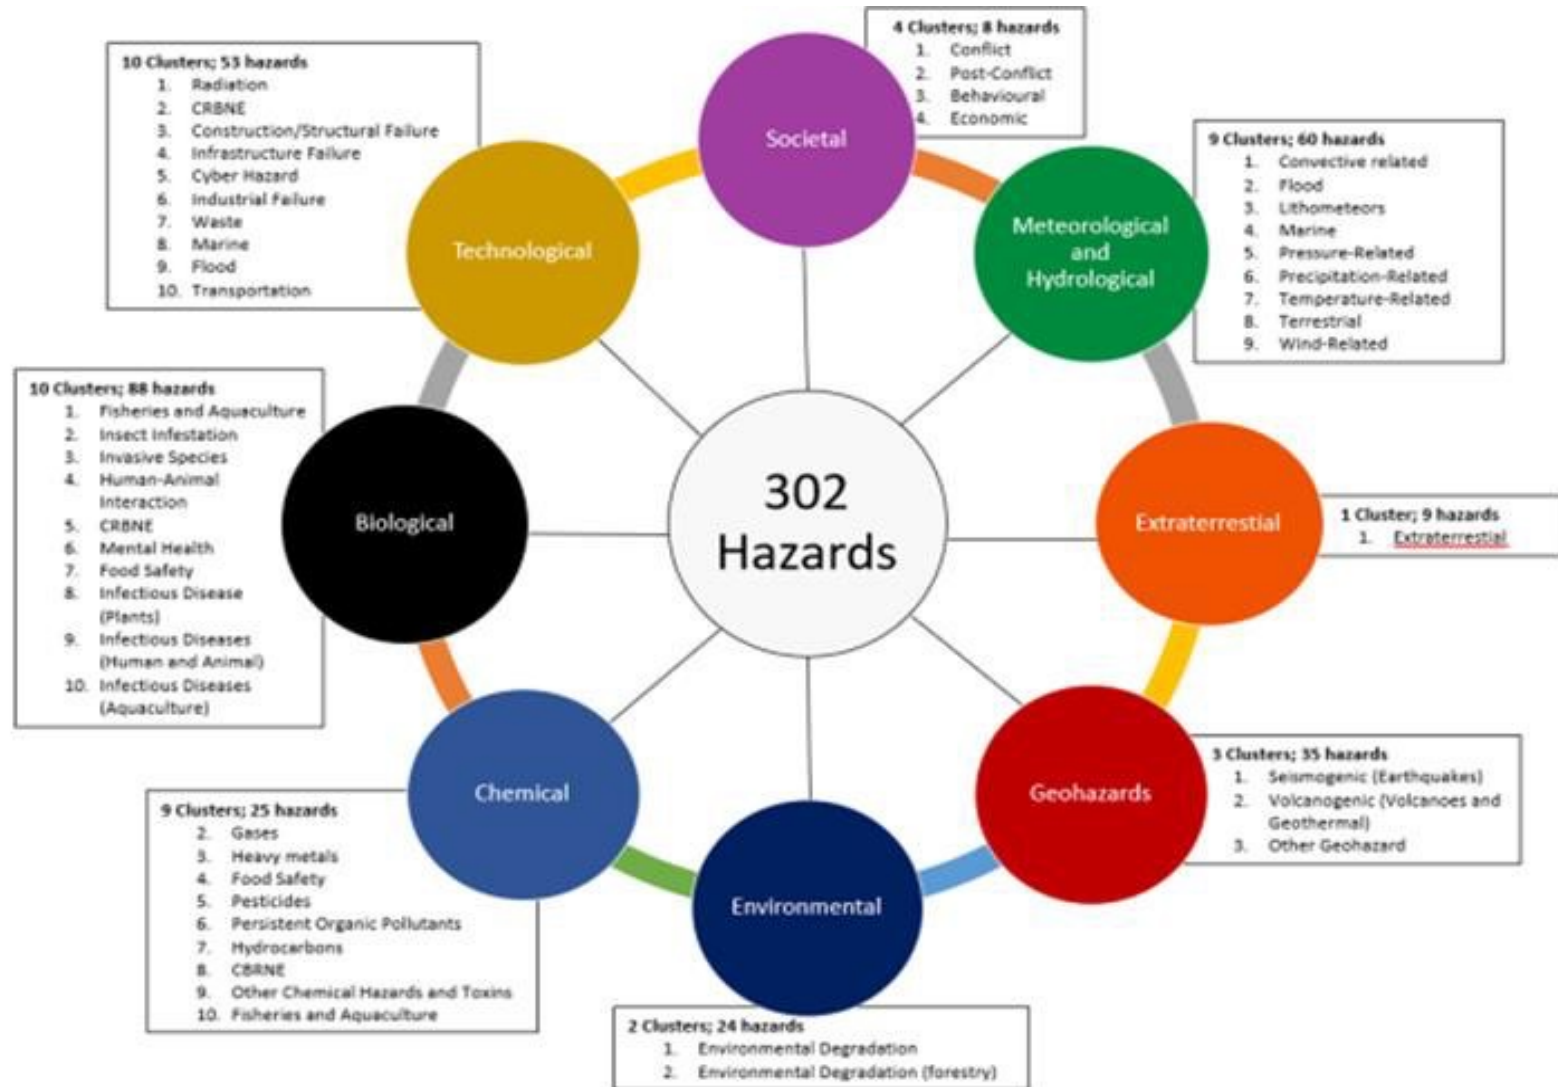 4 Clusters; 8 hazards
1. Conflict
2. Post-Conflict
3. Behavioural
4. Economic
Societal
10 Clusters; 53 hazards
1. Radiation
2. CRBNE
3. Construction/Structural Failure
4. Infrastructure Failure
5. Cyber Hazard
6. Industrial Failure
7. Waste
8. Marine
9. Flood
10. Transportation
Technological
9 Clusters; 60 hazards
1. Convective related
2. Flood
3. Lithometeors
4. Marine
5. Pressure-Related
6. Precipitation-Related
7. Temperature-Related
8. Terrestrial
9. Wind-Related
Meteorological
and
Hydrological
10 Clusters; 88 hazards
1. Fisheries and Aquaculture
2. Insect Infestation
3. Invasive Species
4. Human-Animal
Interaction
5. CRBNE
6. Mental Health
7. Food Safety
8. Infectious Disease
(Plants)
9. Infectious Diseases
(Human and Animal)
10. Infectious Diseases
(Aquaculture)
Biological
302
Hazards
Extraterrestial
1 Cluster; 9 hazards
1. Extraterrestial
Chemical
9 Clusters; 25 hazards
2. Gases
3. Heavy metals
4. Food Safety
5. Pesticides
6. Persistent Organic Pollutants
7. Hydrocarbons
8. CBRNE
9. Other Chemical Hazards and Toxins
10. Fisheries and Aquaculture
Geohazards
3 Clusters; 35 hazards
1. Seismogenic (Earthquakes)
2. Volcanogenic (Volcanoes and
Geothermal)
3. Other Geohazard
Environmental
2 Clusters; 24 hazards
1. Environmental Degradation
2. Environmental Degradation (forestry)